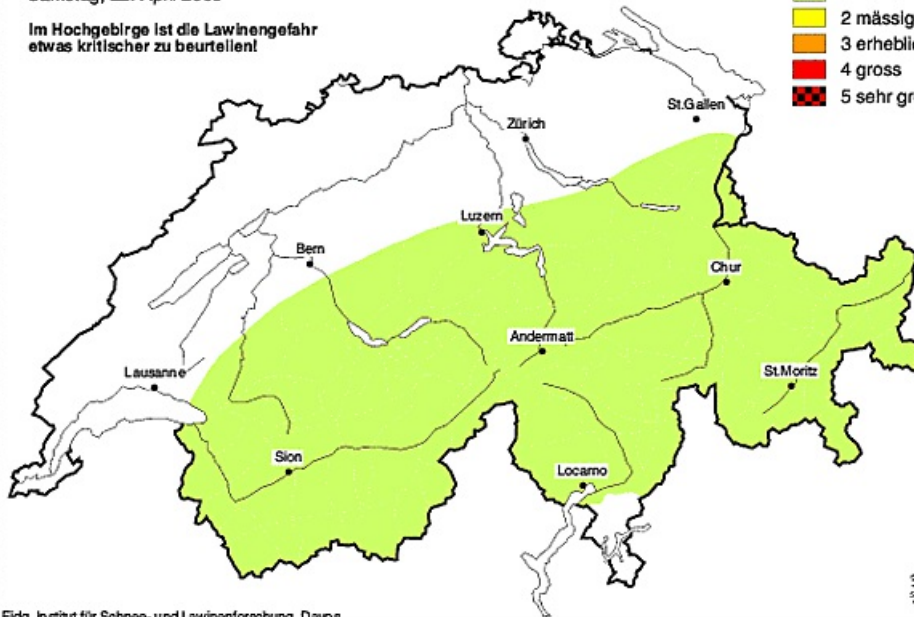 Im Hochgebirge ist die Lawinengefahr
etwas kritischer zu beurteilen!
2 mässig
3 erheblic
4 gross
5 sehr gr
St.Gallen
Zürich
Luzern
Bern
Chur
Andermatt
Lausanne
St.Moritz
Sion
Locarno
Eidg. Institut für Schnee- und Lawinenforschung, Davos